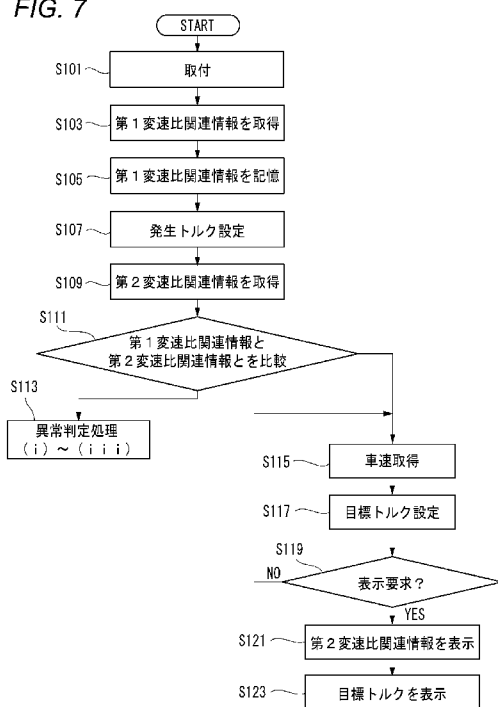 FIG. 7
START
S101
取付
S103
第1変速比関連情報を取得
S105
第1変速比関連情報を記憶
S107
発生トルク設定
S109
第2変速比関連情報を取得
S111
第1変速比関連情報と
第2変速比関連情報とを比較
S113
異常判定処理
(i)~(iii)
S115
車速取得
S117
目標トルク設定
S119
表示要求?
NO
YES
S121
第2変速比関連情報を表示
S123
目標トルクを表示